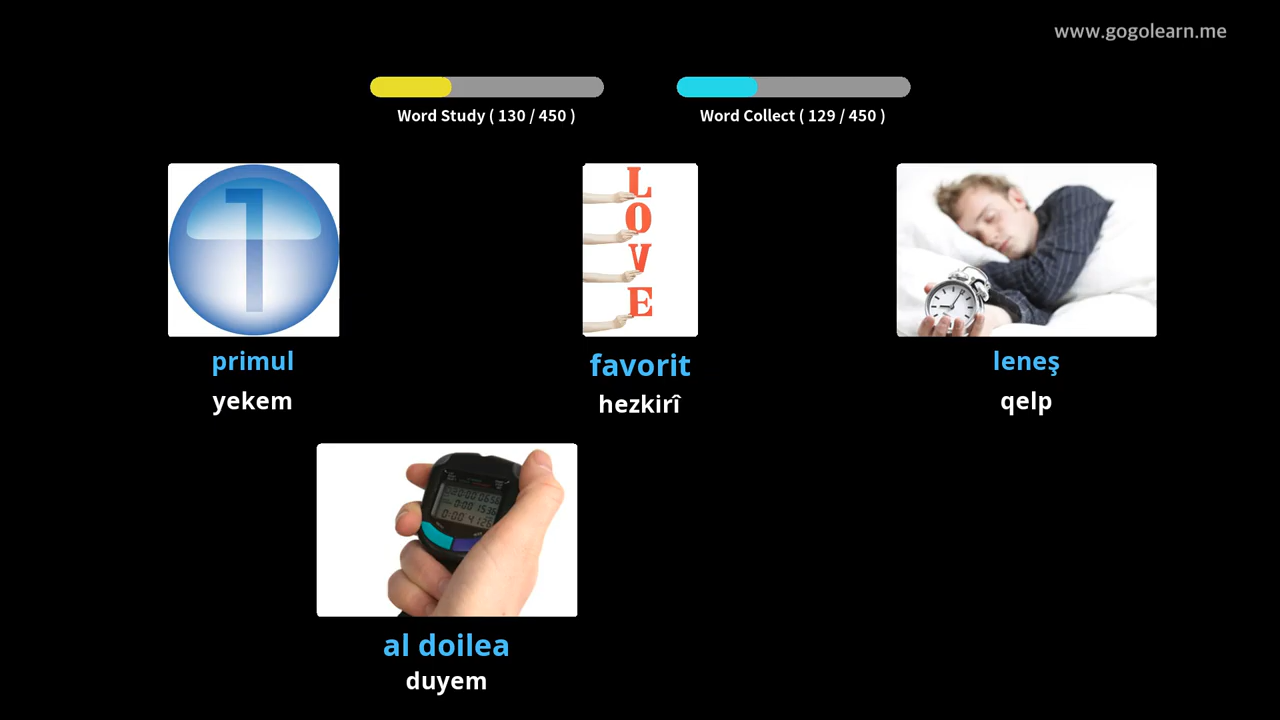 www.gogolearn.me
Word Study ( 130 / 450 )
Word Collect ( 129 / 450 )
1
L
O
V
E
primul
favorit
leneş
yekem
hezkirî
qelp
al doilea
duyem